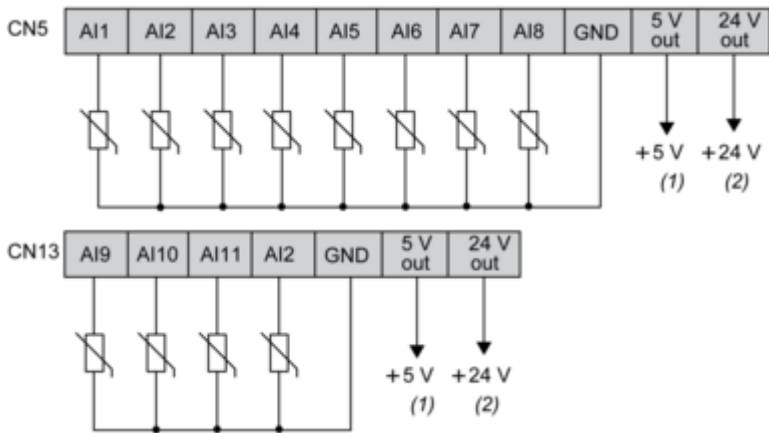 CN5 AI1 AI2 AI3 AI4 AI5 AI6 AI7 AI8 GND 5 V out 24 V out
+5 V +24 V
(1) (2)
CN13 AI9 AI10 AI11 AI2 GND 5 V out 24 V out
+5 V +24 V
(1) (2)